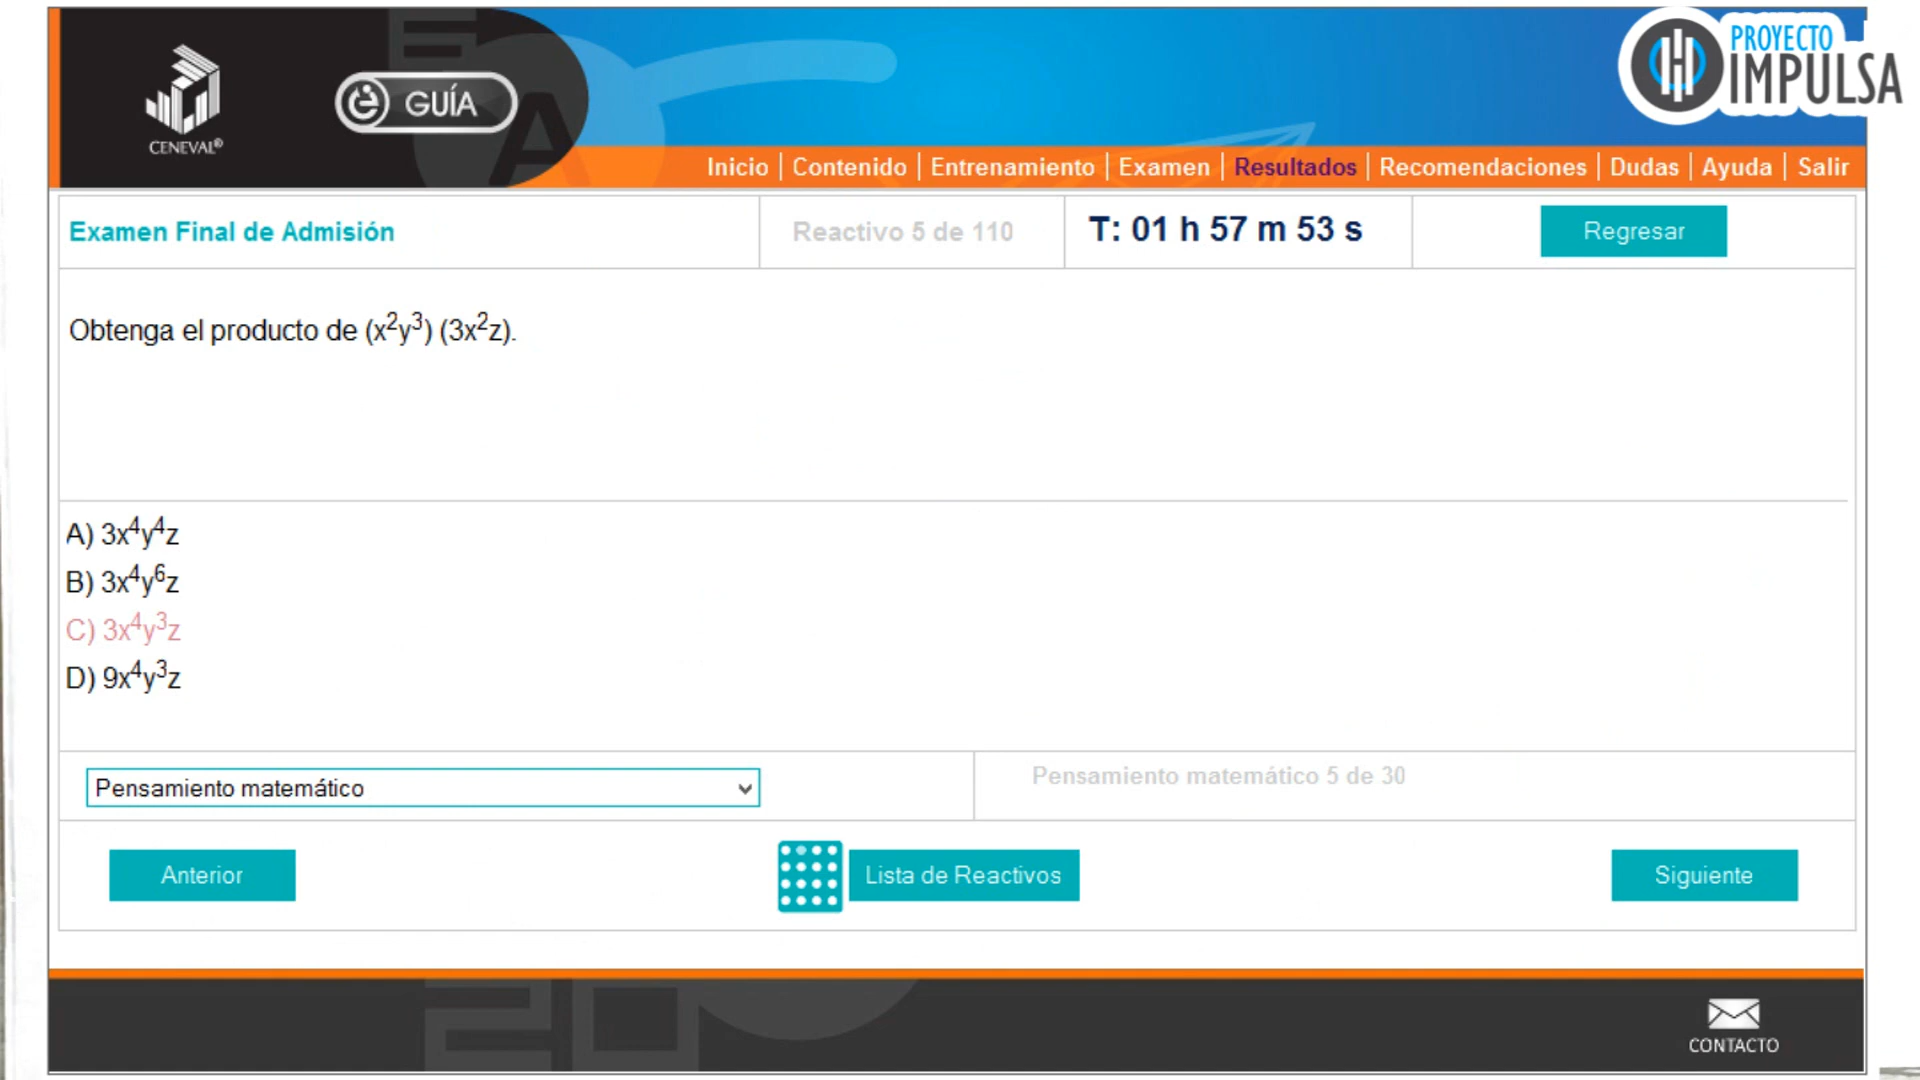 PROYECTO
IMPULSA
CENEVAL®
GUÍA
Inicio | Contenido | Entrenamiento | Examen | Resultados | Recomendaciones | Dudas | Ayuda | Salir
Examen Final de Admisión
Reactivo 5 de 110
T: 01 h 57 m 53 s
Regresar
Obtenga el producto de (x²y³) (3x²z).
A) 3x⁴y⁴z
B) 3x⁴y⁶z
C) 3x⁴y³z
D) 9x⁴y³z
Pensamiento matemático
Pensamiento matemático 5 de 30
Anterior
Lista de Reactivos
Siguiente
CONTACTO